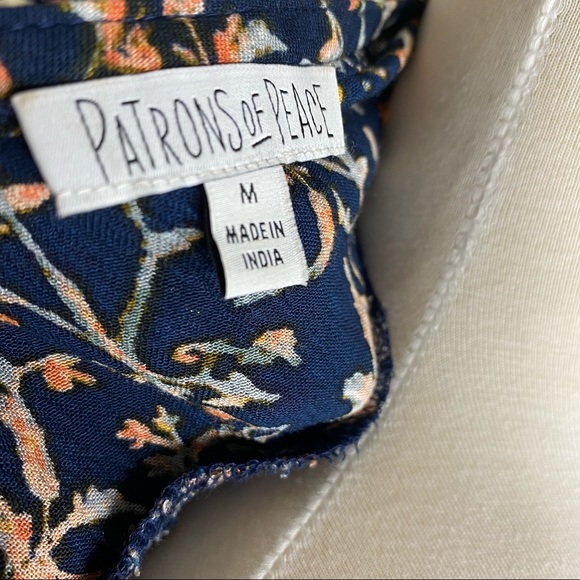 PATRONS OF PEACE
M
MADE IN
INDIA